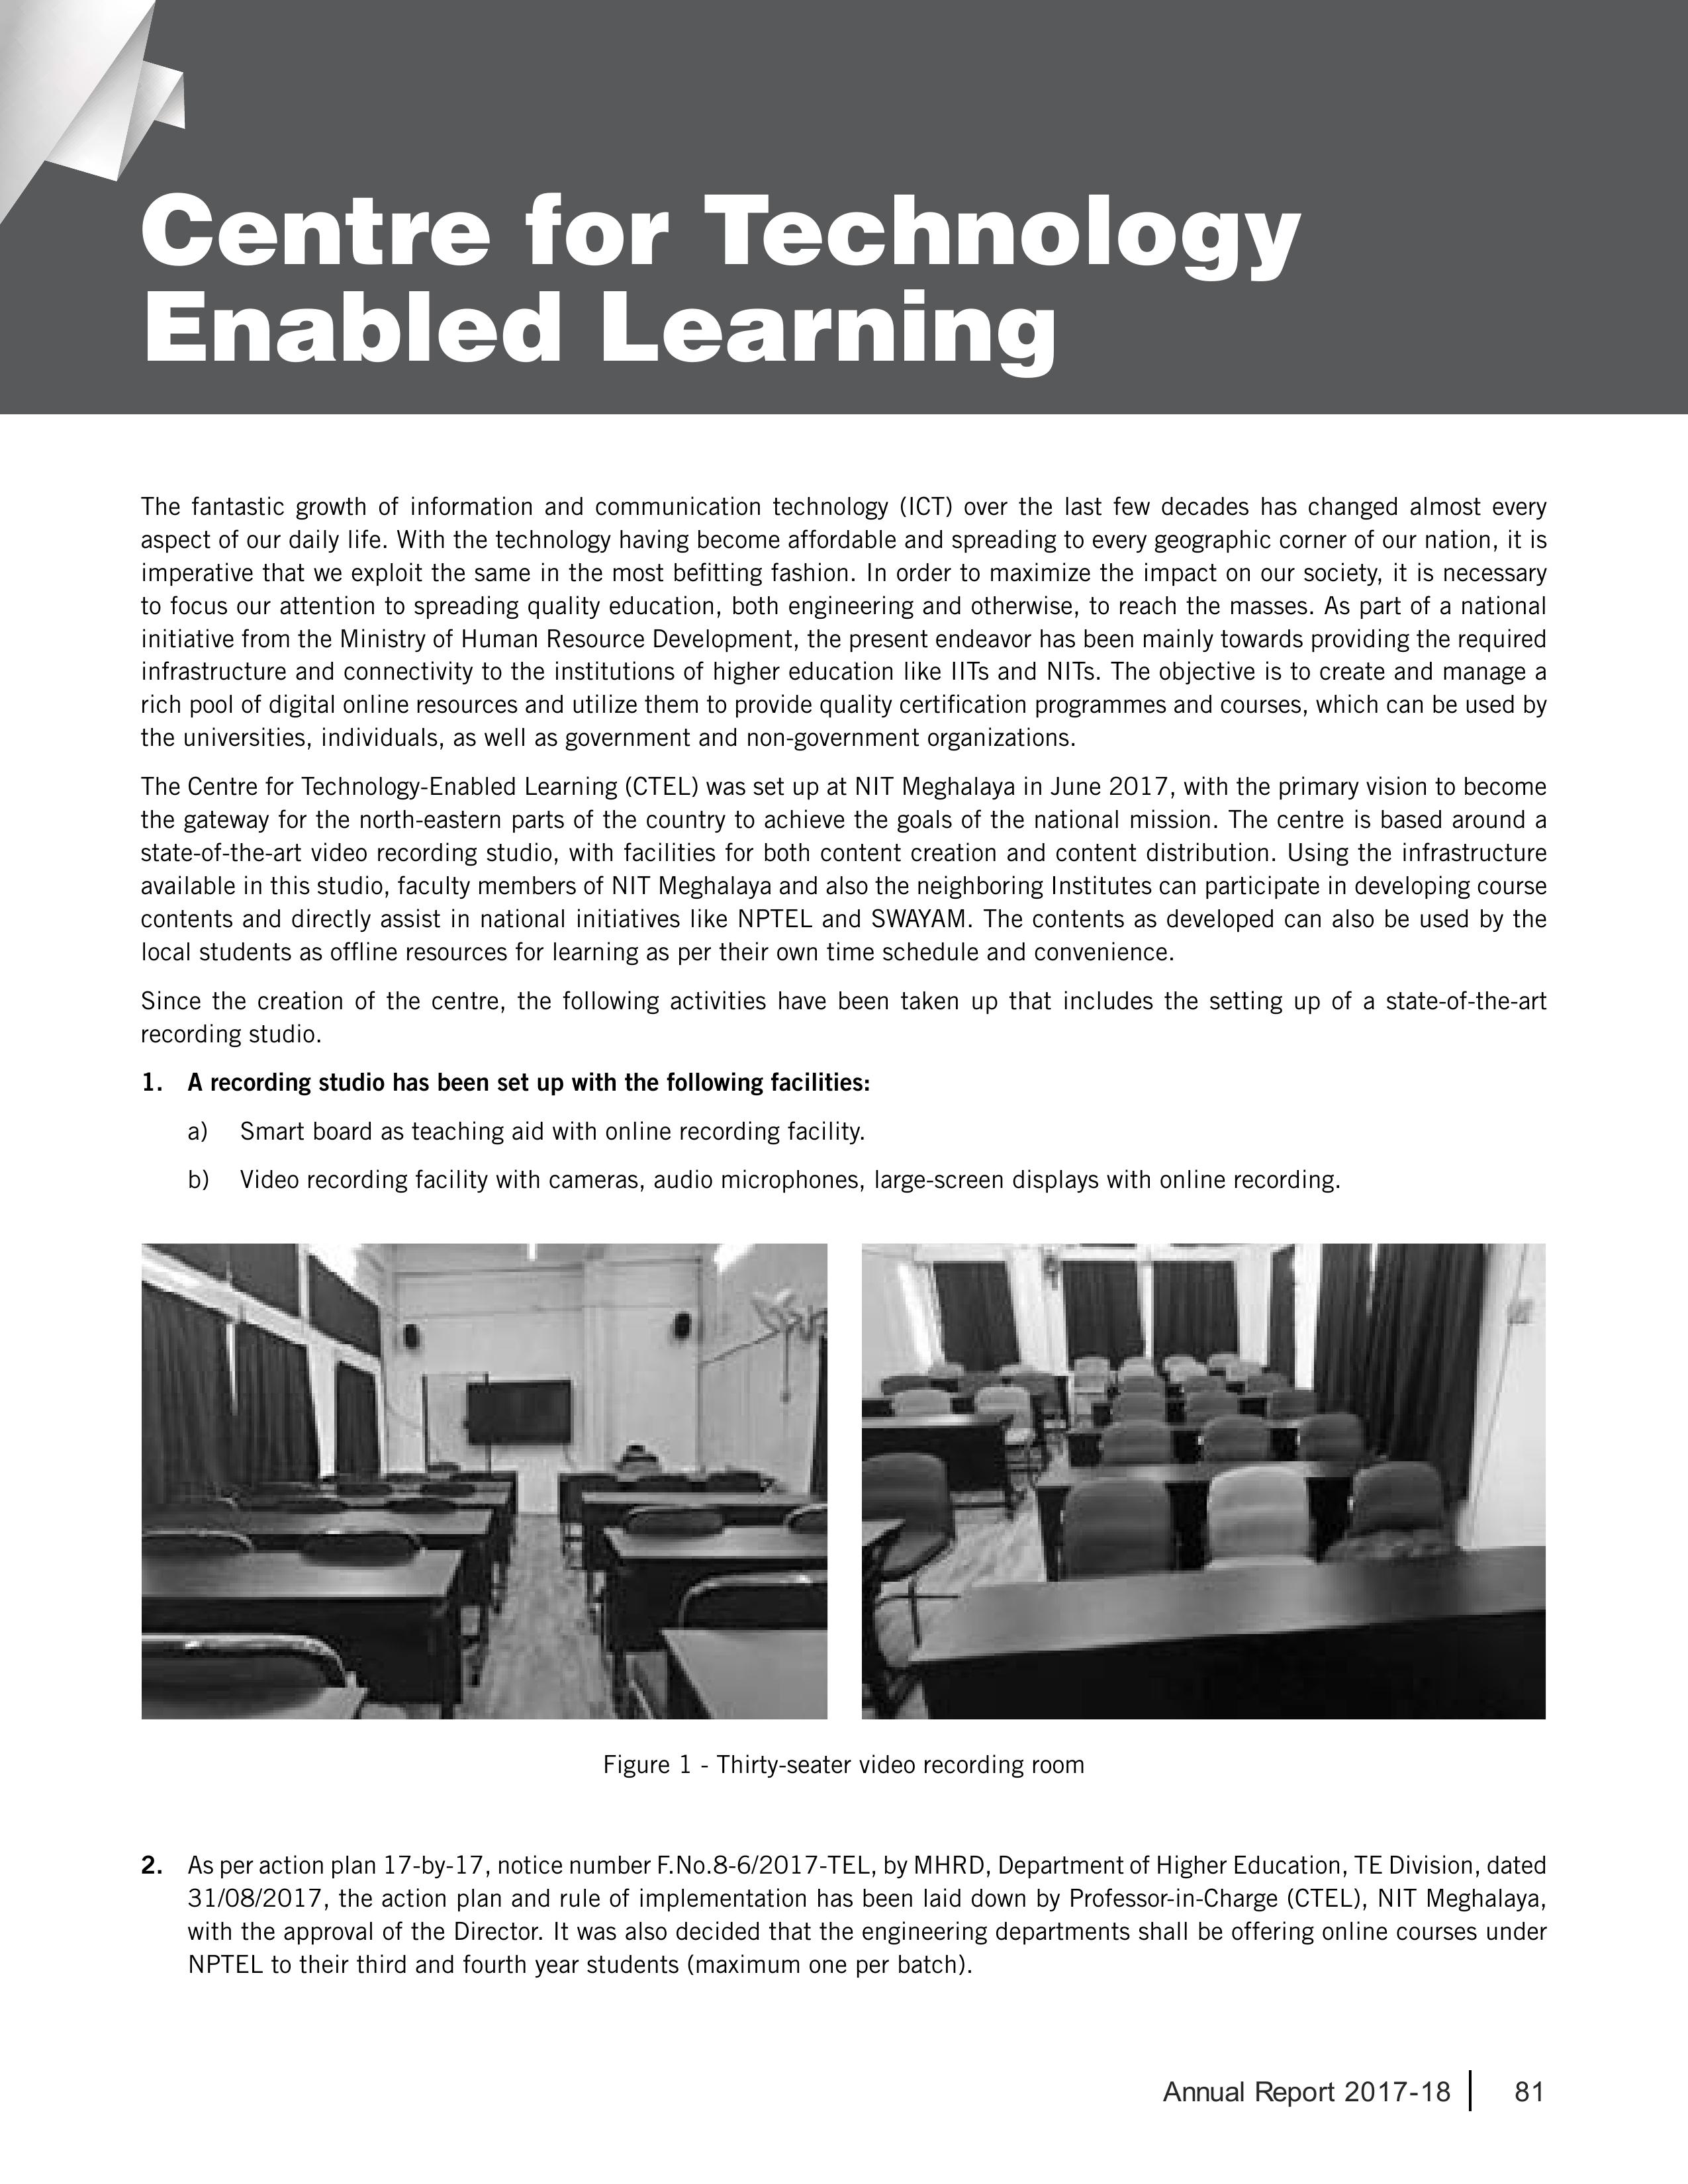 Centre for Technology
Enabled Learning
The fantastic growth of information and communication technology (ICT) over the last few decades has changed almost every
aspect of our daily life. With the technology having become affordable and spreading to every geographic corner of our nation, it is
imperative that we exploit the same in the most befitting fashion. In order to maximize the impact on our society, it is necessary
to focus our attention to spreading quality education, both engineering and otherwise, to reach the masses. As part of a national
initiative from the Ministry of Human Resource Development, the present endeavor has been mainly towards providing the required
infrastructure and connectivity to the institutions of higher education like IITs and NITs. The objective is to create and manage a
rich pool of digital online resources and utilize them to provide quality certification programmes and courses, which can be used by
the universities, individuals, as well as government and non-government organizations.
The Centre for Technology-Enabled Learning (CTEL) was set up at NIT Meghalaya in June 2017, with the primary vision to become
the gateway for the north-eastern parts of the country to achieve the goals of the national mission. The centre is based around a
state-of-the-art video recording studio, with facilities for both content creation and content distribution. Using the infrastructure
available in this studio, faculty members of NIT Meghalaya and also the neighboring Institutes can participate in developing course
contents and directly assist in national initiatives like NPTEL and SWAYAM. The contents as developed can also be used by the
local students as offline resources for learning as per their own time schedule and convenience.
Since the creation of the centre, the following activities have been taken up that includes the setting up of a state-of-the-art
recording studio.
1. A recording studio has been set up with the following facilities:
a) Smart board as teaching aid with online recording facility.
b) Video recording facility with cameras, audio microphones, large-screen displays with online recording.
Figure 1 - Thirty-seater video recording room
2. As per action plan 17-by-17, notice number F.No.8-6/2017-TEL, by MHRD, Department of Higher Education, TE Division, dated
31/08/2017, the action plan and rule of implementation has been laid down by Professor-in-Charge (CTEL), NIT Meghalaya,
with the approval of the Director. It was also decided that the engineering departments shall be offering online courses under
NPTEL to their third and fourth year students (maximum one per batch).
Annual Report 2017-18 | 81